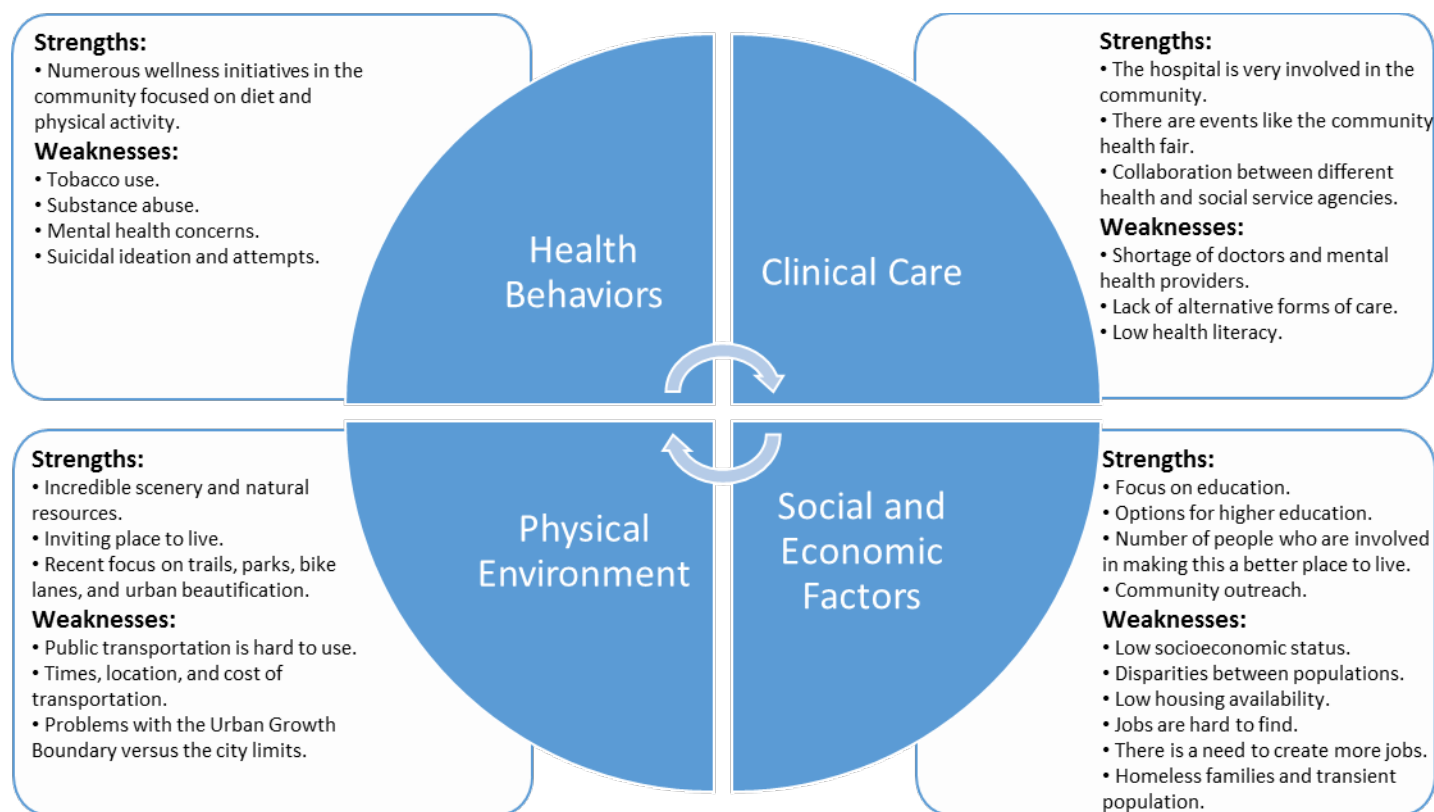 Strengths:
• Numerous wellness initiatives in the
community focused on diet and
physical activity.
Weaknesses:
• Tobacco use.
• Substance abuse.
• Mental health concerns.
• Suicidal ideation and attempts.
Health
Behaviors
Clinical Care
Strengths:
• The hospital is very involved in the
community.
• There are events like the community
health fair.
• Collaboration between different
health and social service agencies.
Weaknesses:
• Shortage of doctors and mental
health providers.
• Lack of alternative forms of care.
• Low health literacy.
Strengths:
• Incredible scenery and natural
resources.
• Inviting place to live.
• Recent focus on trails, parks, bike
lanes, and urban beautification.
Weaknesses:
• Public transportation is hard to use.
• Times, location, and cost of
transportation.
• Problems with the Urban Growth
Boundary versus the city limits.
Physical
Environment
Social and
Economic
Factors
Strengths:
• Focus on education.
• Options for higher education.
• Number of people who are involved
in making this a better place to live.
• Community outreach.
Weaknesses:
• Low socioeconomic status.
• Disparities between populations.
• Low housing availability.
• Jobs are hard to find.
• There is a need to create more jobs.
• Homeless families and transient
population.